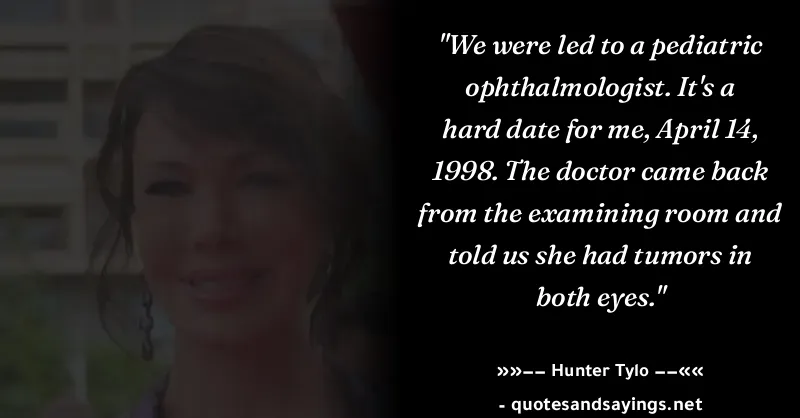 "We were led to a pediatric
ophthalmologist. It's a
hard date for me, April 14,
1998. The doctor came back
from the examining room and
told us she had tumors in
both eyes."
»»–– Hunter Tylo ––««
- quotesandsayings.net